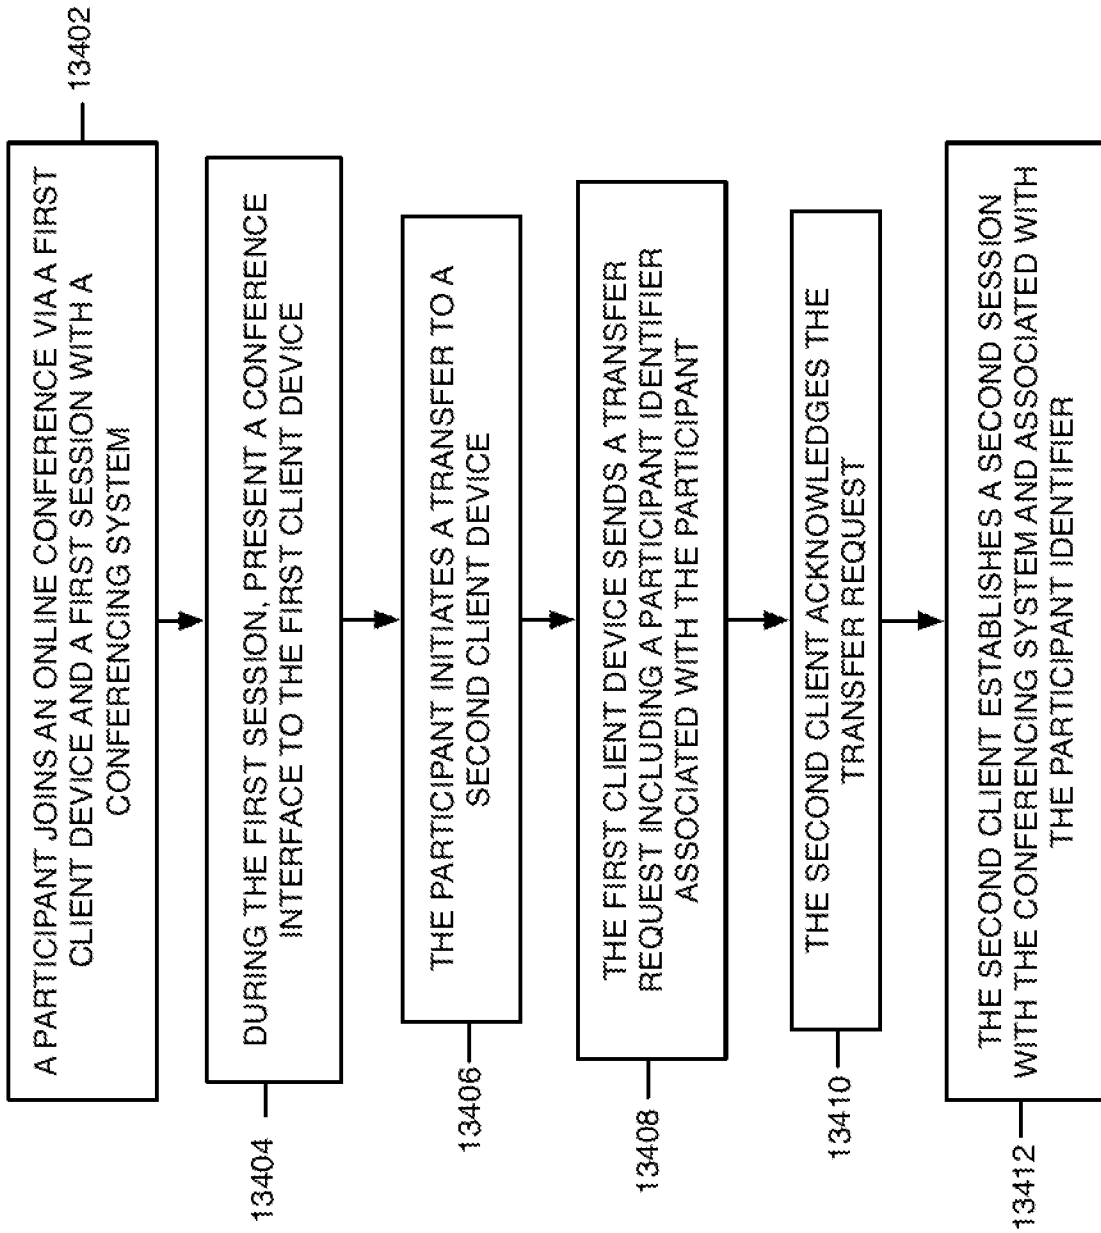 13402
A PARTICIPANT JOINS AN ONLINE CONFERENCE VIA A FIRST
CLIENT DEVICE AND A FIRST SESSION WITH A
CONFERENCING SYSTEM
13404
DURING THE FIRST SESSION, PRESENT A CONFERENCE
INTERFACE TO THE FIRST CLIENT DEVICE
13406
THE PARTICIPANT INITIATES A TRANSFER TO A
SECOND CLIENT DEVICE
13408
THE FIRST CLIENT DEVICE SENDS A TRANSFER
REQUEST INCLUDING A PARTICIPANT IDENTIFIER
ASSOCIATED WITH THE PARTICIPANT
13410
THE SECOND CLIENT ACKNOWLEDGES THE
TRANSFER REQUEST
13412
THE SECOND CLIENT ESTABLISHES A SECOND SESSION
WITH THE CONFERENCING SYSTEM AND ASSOCIATED WITH
THE PARTICIPANT IDENTIFIER